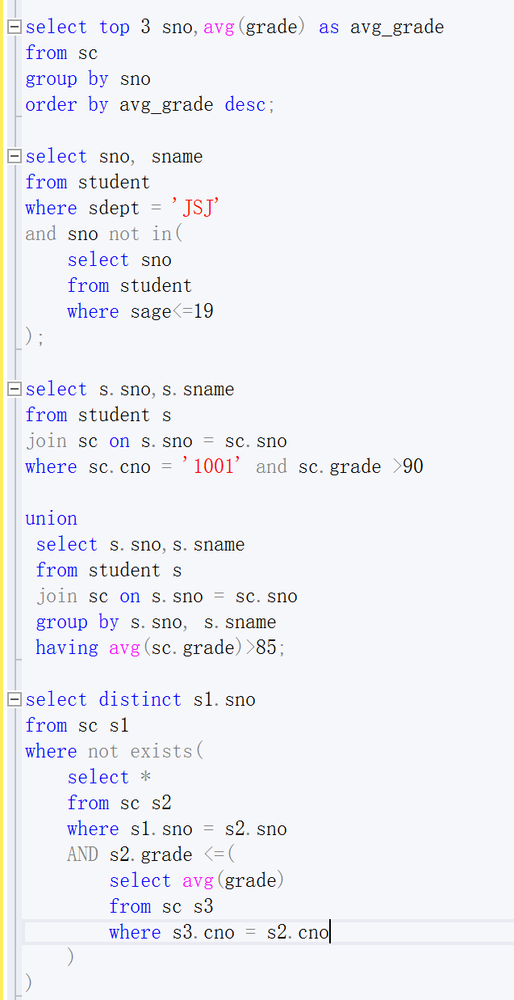 select top 3 sno,avg(grade) as avg_grade
from sc
group by sno
order by avg_grade desc;
select sno, sname
from student
where sdept = 'JSJ'
and sno not in(
select sno
from student
where sage<=19
);
select s.sno,s.sname
from student s
join sc on s.sno = sc.sno
where sc.cno = '1001' and sc.grade >90
union
select s.sno,s.sname
from student s
join sc on s.sno = sc.sno
group by s.sno, s.sname
having avg(sc.grade)>85;
select distinct s1.sno
from sc s1
where not exists(
select *
from sc s2
where s1.sno = s2.sno
AND s2.grade <=(
select avg(grade)
from sc s3
where s3.cno = s2.cno
)
)